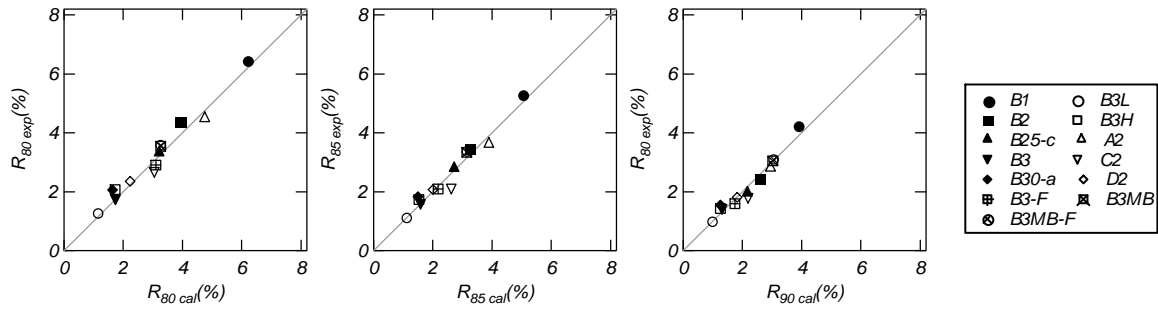 8
6
4
2
0
0 2 4 6 8
R80 exp(%)
R80 cal(%)
8
6
4
2
0
0 2 4 6 8
R85 exp(%)
R85 cal(%)
8
6
4
2
0
0 2 4 6 8
R80 exp(%)
R90 cal(%)
B1 B3L
B2 B3H
B25-c A2
B3 C2
B30-a D2
B3-F B3MB
B3MB-F